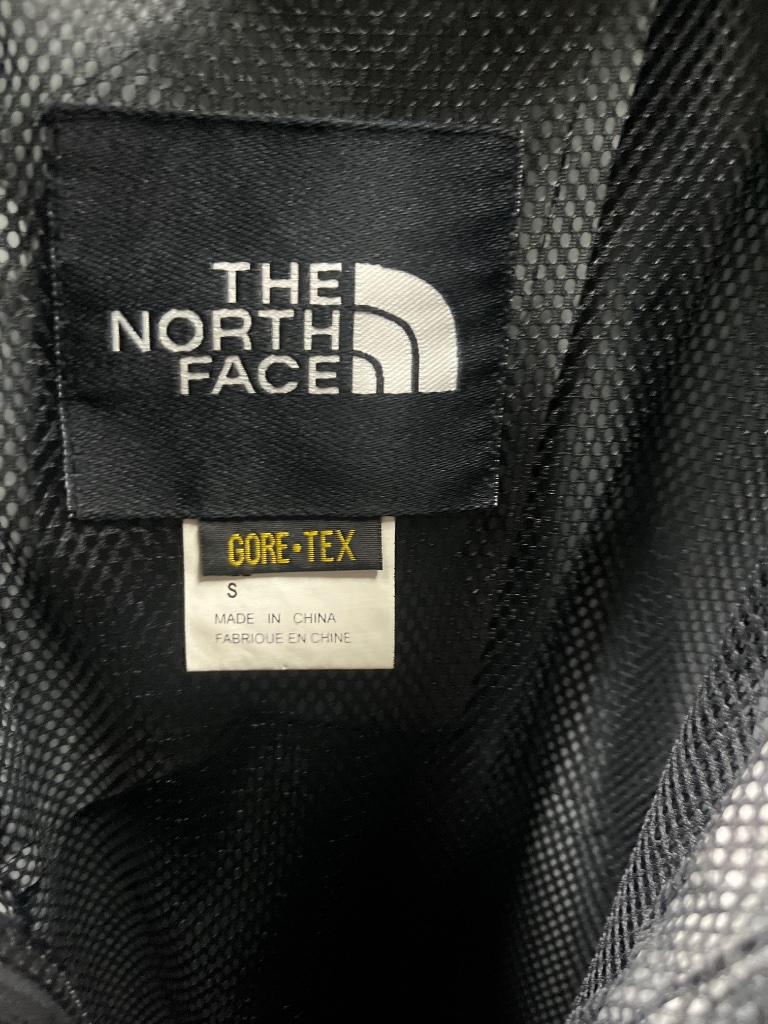 THE
NORTH
FACE
GORE·TEX
S
MADE IN CHINA
FABRIQUE EN CHINE